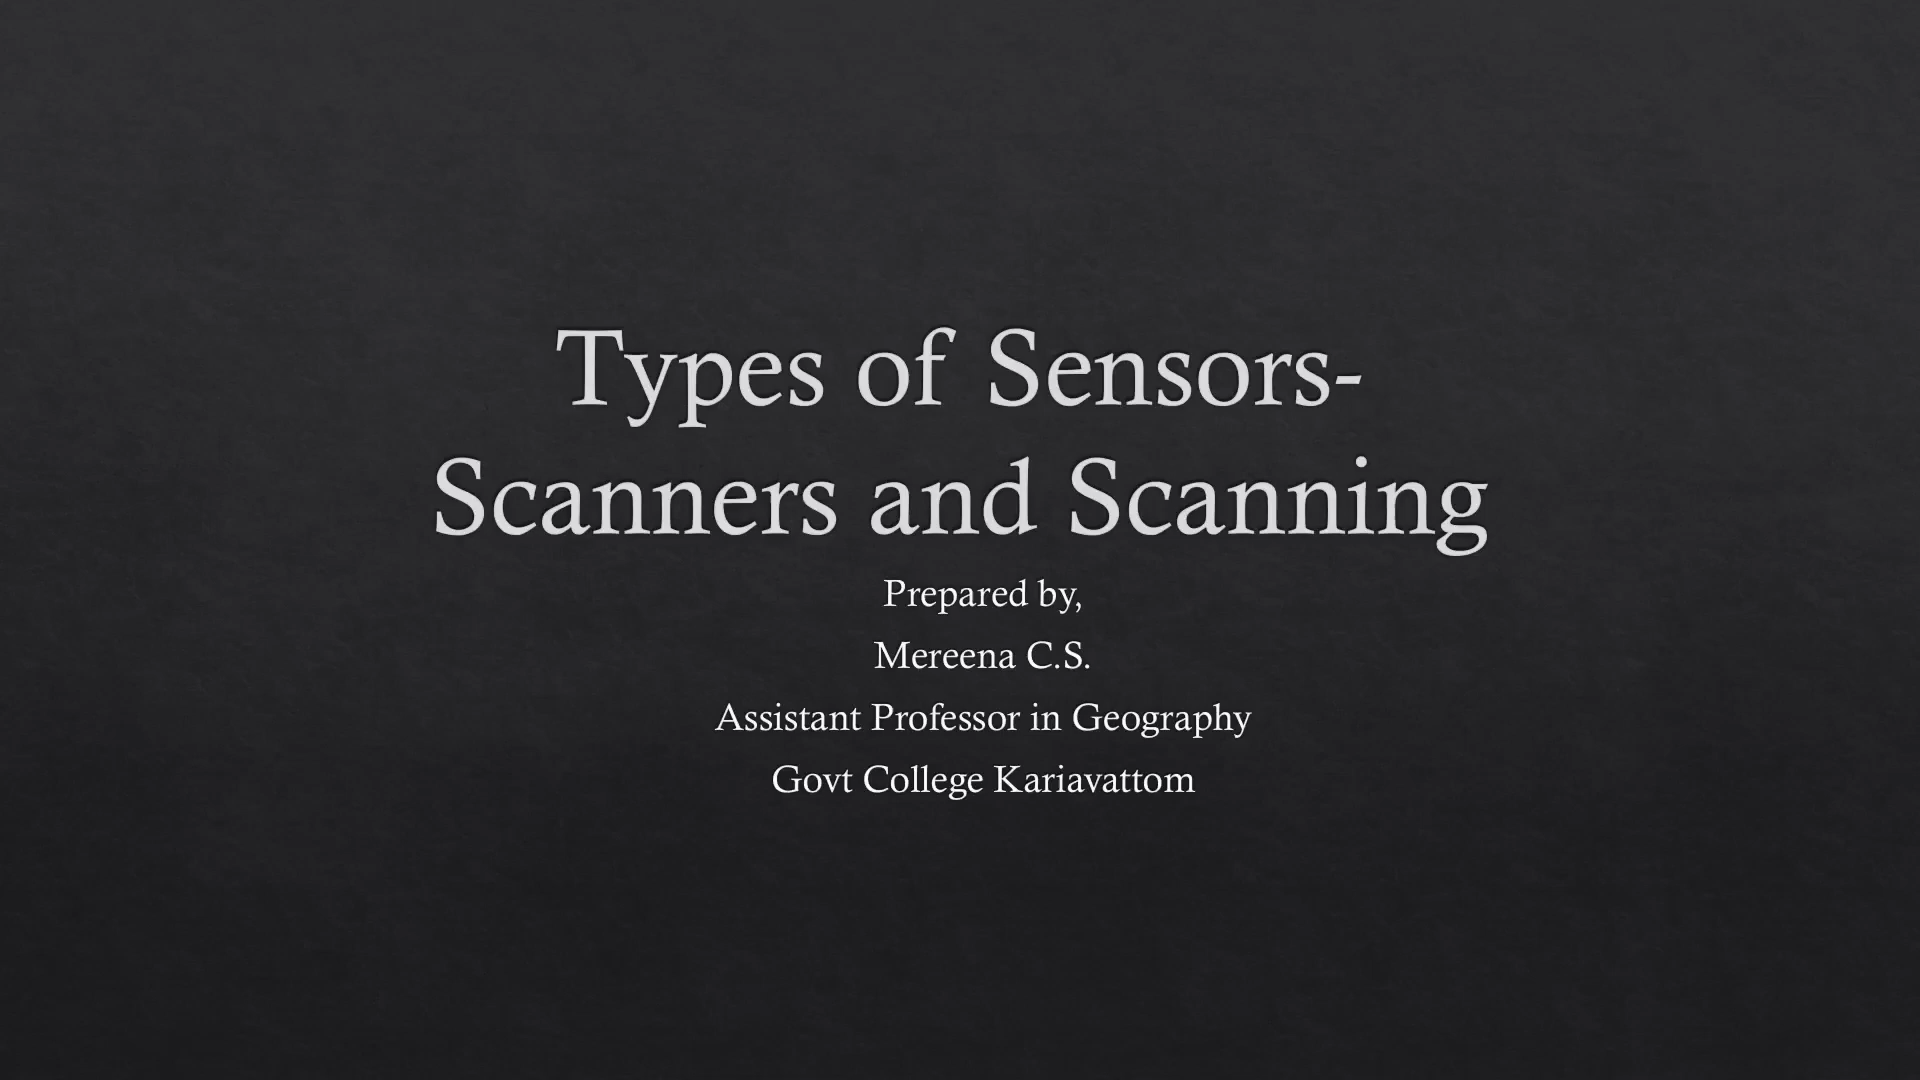 Types of Sensors-
Scanners and Scanning
Prepared by,
Mereena C.S.
Assistant Professor in Geography
Govt College Kariavattom